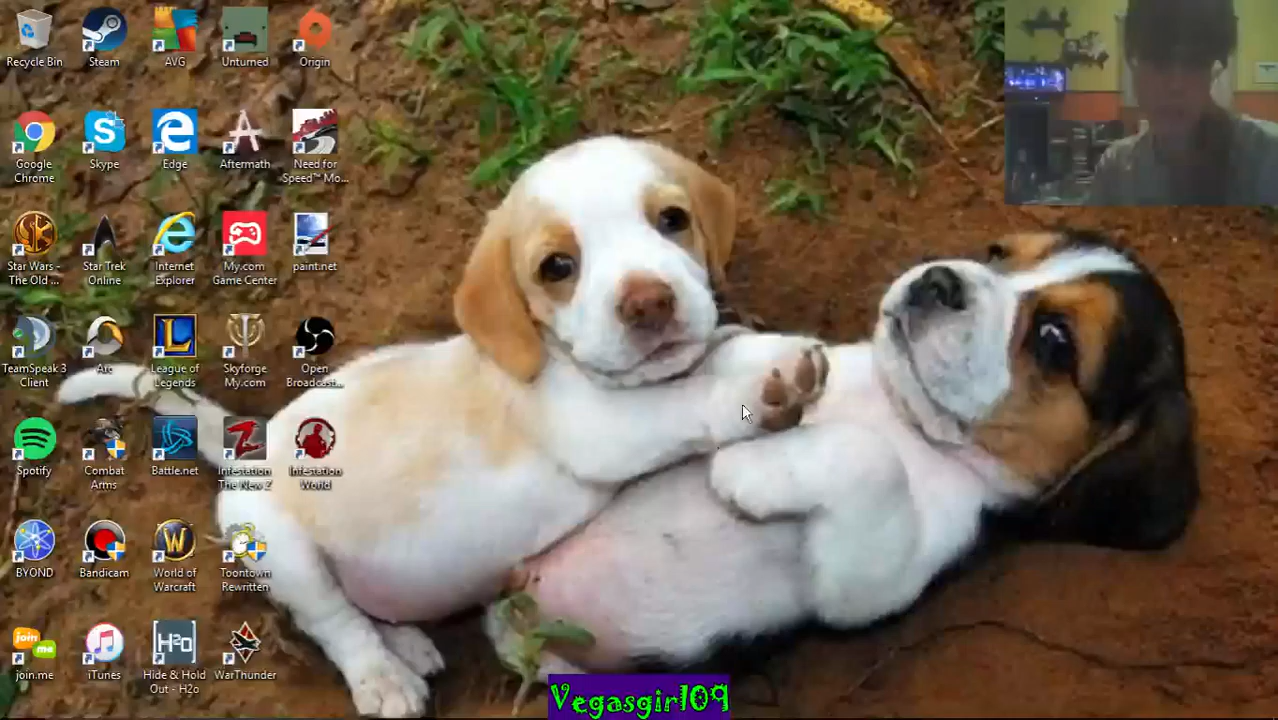 Recycle Bin
Steam
AVG
Unturned
Origin
Google
Chrome
Skype
Edge
Aftermath
Need for
Speed™ Mo...
Star Wars -
The Old ...
Star Trek
Online
Internet
Explorer
My.com
Game Center
paint.net
TeamSpeak 3
Client
Arc
League of
Legends
Skyforge
My.com
Open
Broadcast...
Spotify
Combat
Arms
Battle.net
Infestation
The New Z
Infestation
World
BYOND
Bandicam
World of
Warcraft
Toontown
Rewritten
join.me
iTunes
Hide & Hold
Out - H2o
WarThunder
Vegasgirl09